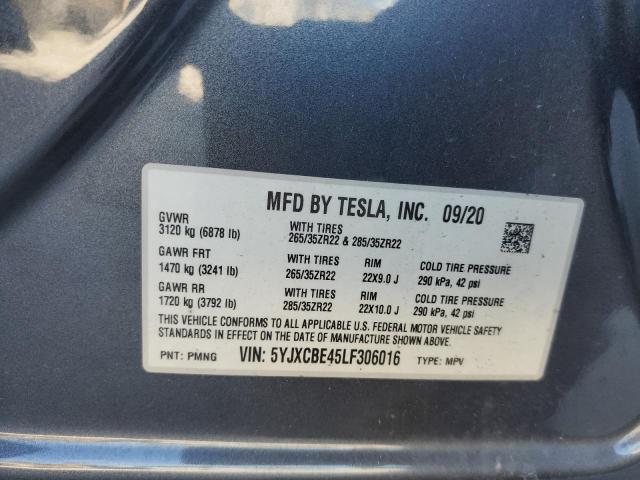 MFD BY TESLA, INC. 09/20
GVWR
3120 kg (6878 lb) WITH TIRES
265/35ZR22 & 285/35ZR22
GAWR FRT WITH TIRES RIM COLD TIRE PRESSURE
1470 kg (3241 lb) 265/35ZR22 22X9.0 J 290 kPa, 42 psi
GAWR RR WITH TIRES RIM COLD TIRE PRESSURE
1720 kg (3792 lb) 285/35ZR22 22X10.0 J 290 kPa, 42 psi
THIS VEHICLE CONFORMS TO ALL APPLICABLE U.S. FEDERAL MOTOR VEHICLE SAFETY
STANDARDS IN EFFECT ON THE DATE OF MANUFACTURE SHOWN ABOVE.
PNT: PMNG VIN: 5YJXCBE45LF306016 TYPE: MPV